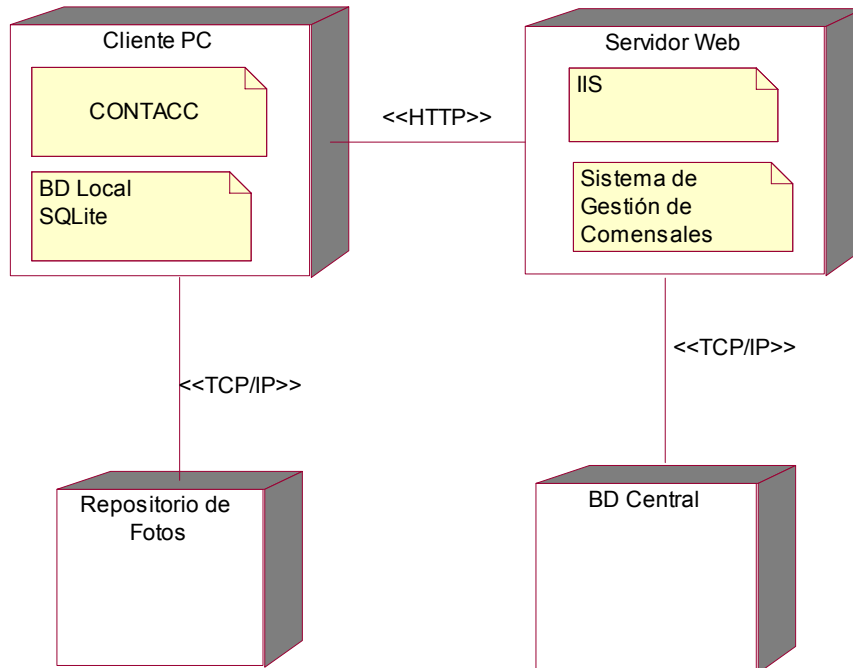 Cliente PC
CONTACC
BD Local
SQLite
<<HTTP>>
Servidor Web
IIS
Sistema de
Gestión de
Comensales
<<TCP/IP>>
<<TCP/IP>>
Repositorio de
Fotos
BD Central